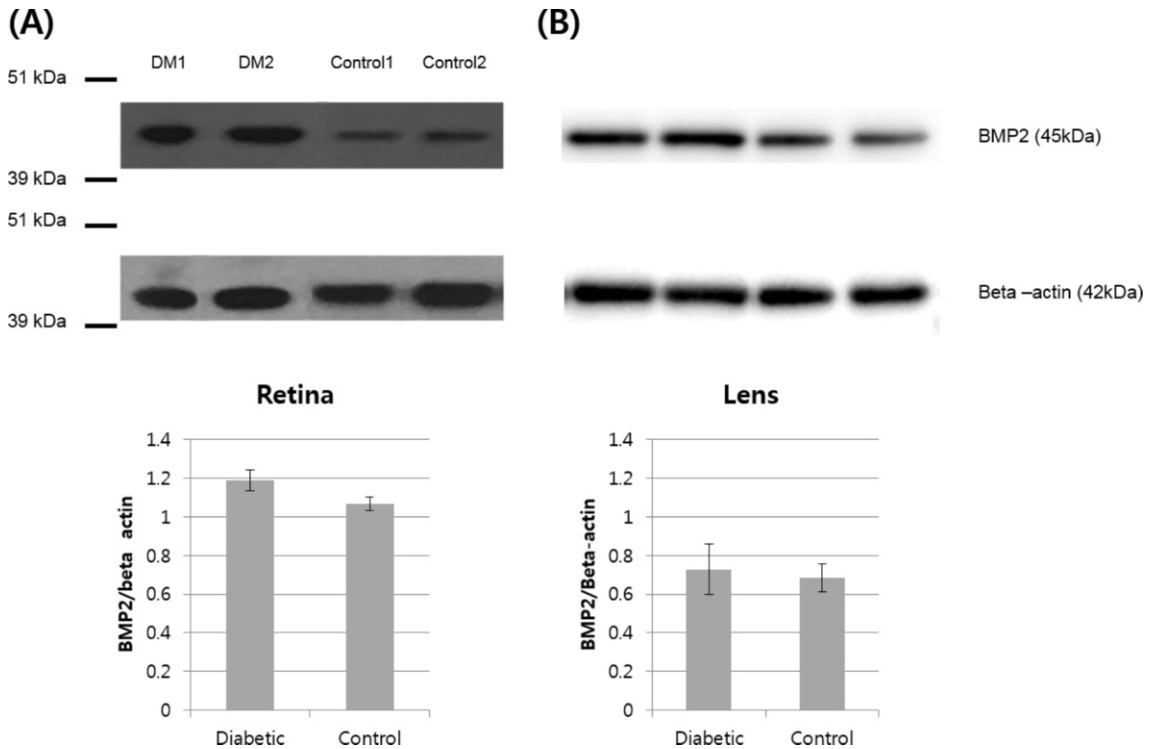 (A)
(B)
DM1 DM2 Control1 Control2
51 kDa
BMP2 (45kDa)
39 kDa
51 kDa
Beta –actin (42kDa)
39 kDa
Retina
BMP2/beta actin
1.4
1.2
1
0.8
0.6
0.4
0.2
0
Diabetic Control
Lens
BMP2/Beta-actin
1.4
1.2
1
0.8
0.6
0.4
0.2
0
Diabetic Control